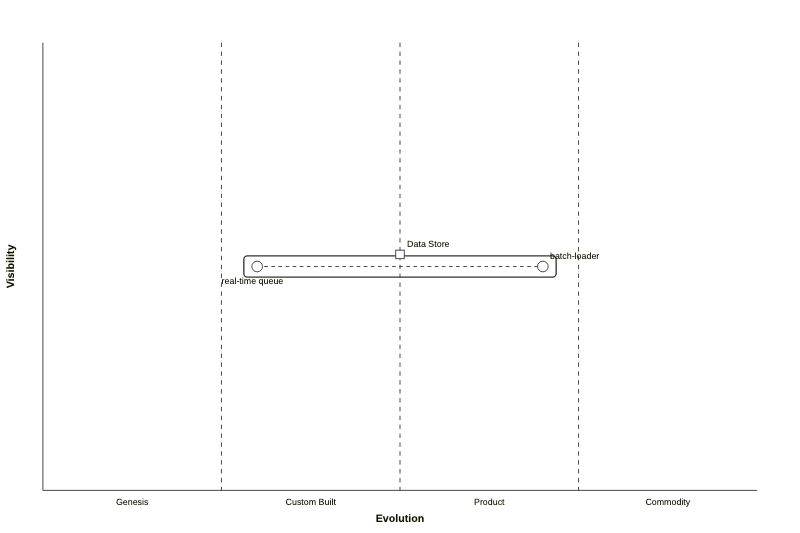 Visibility
Data Store
batch-loader
real-time queue
Genesis
Custom Built
Product
Commodity
Evolution